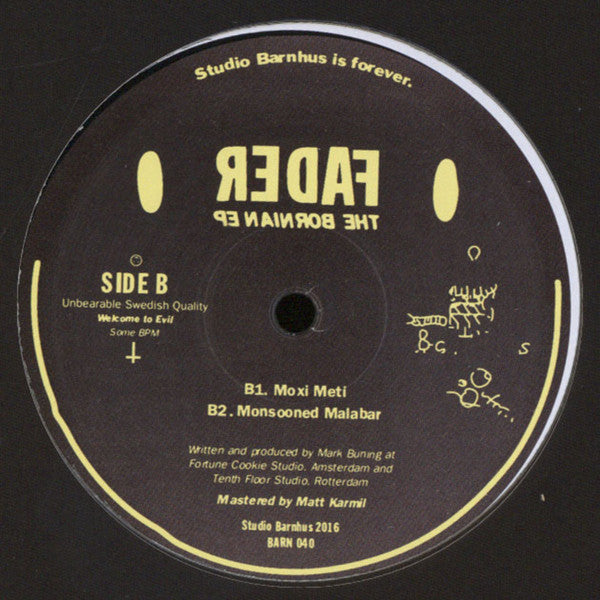 Studio Barnhus is forever.
FADER
THE BORNIAN EP
SIDE B
Unbearable Swedish Quality
Welcome to Evil
Some BPM
B.G.
S
B1. Moxi Meti
B2. Monsooned Malabar
Written and produced by Mark Buning at
Fortune Cookie Studio. Amsterdam and
Tenth Floor Studio. Rotterdam
Mastered by Matt Karmil
Studio Barnhus 2016
BARN 040